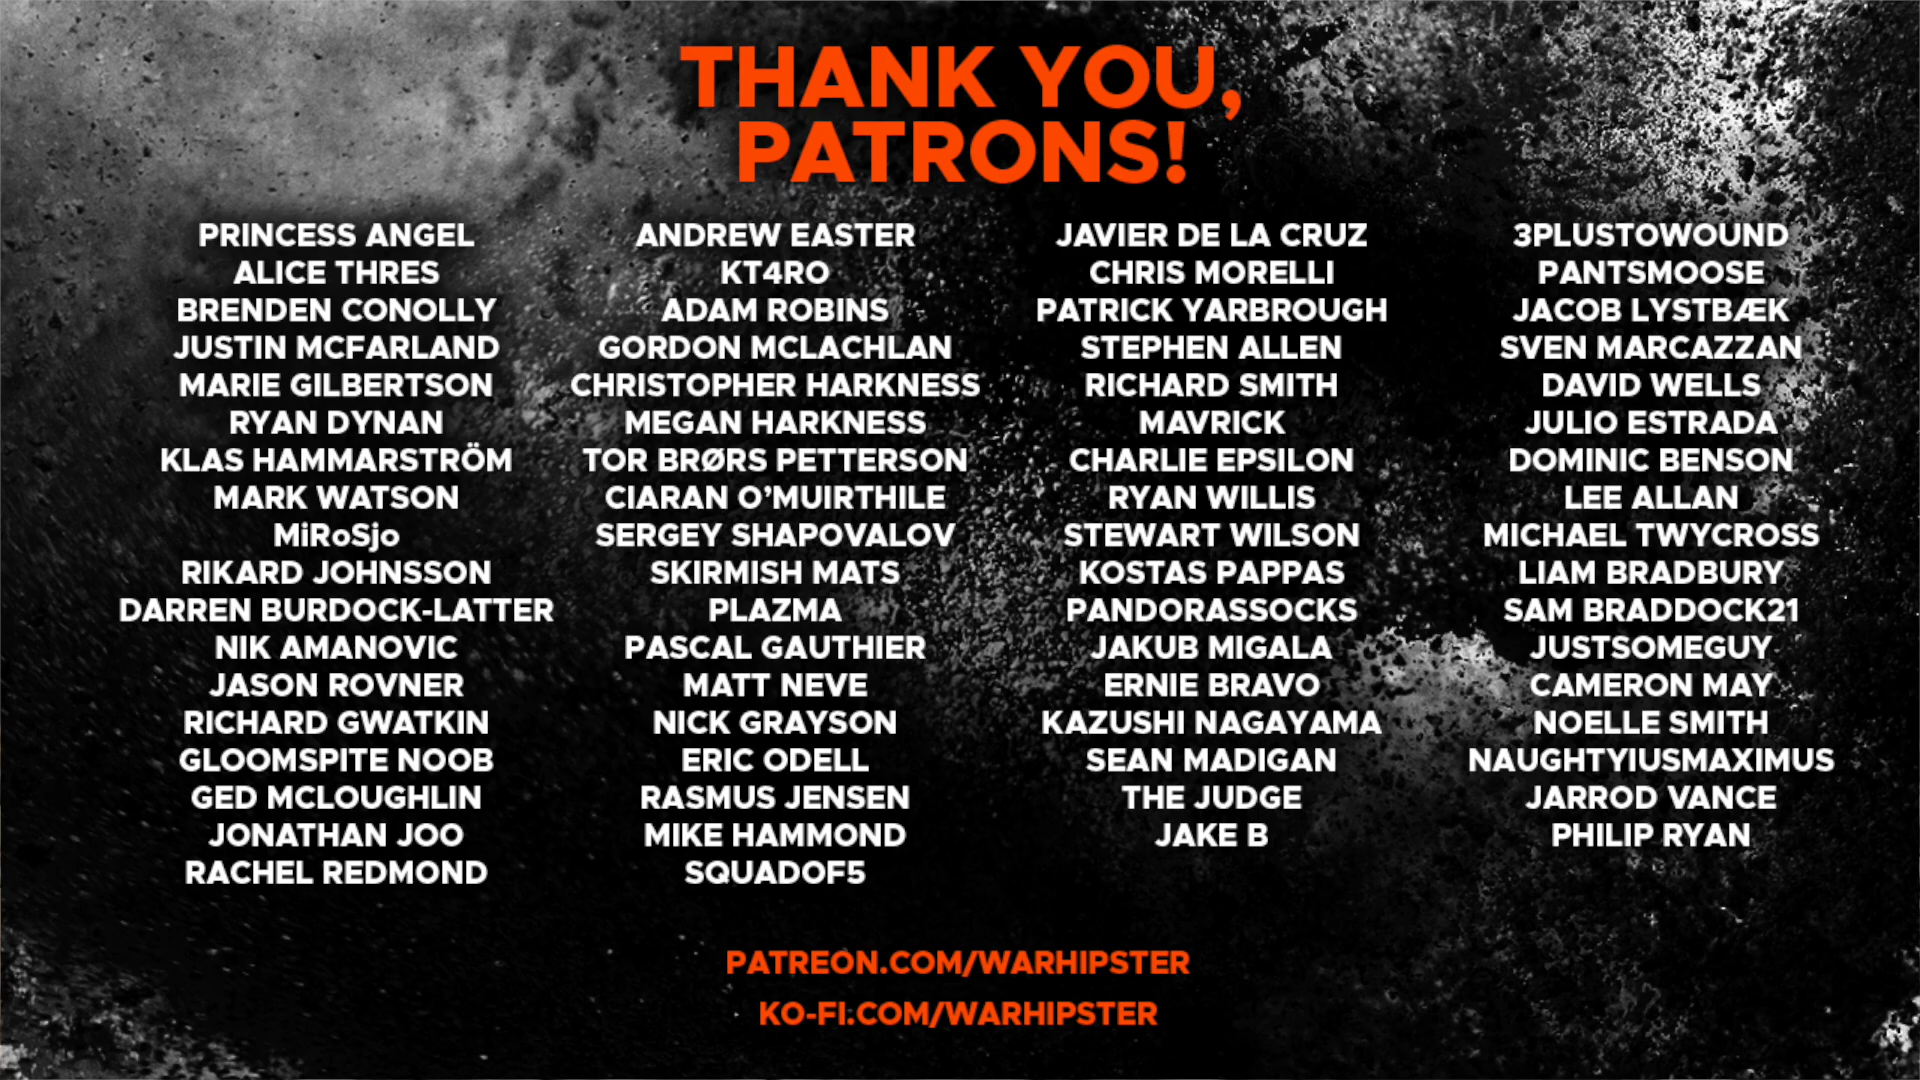 THANK YOU,
PATRONS!
PRINCESS ANGEL
ALICE THRES
BRENDEN CONOLLY
JUSTIN MCFARLAND
MARIE GILBERTSON
RYAN DYNAN
KLAS HAMMARSTRÖM
MARK WATSON
MiRoSjo
RIKARD JOHNSSON
DARREN BURDOCK-LATTER
NIK AMANOVIC
JASON ROVNER
RICHARD GWATKIN
GLOOMSPITE NOOB
GED MCLOUGHLIN
JONATHAN JOO
RACHEL REDMOND
ANDREW EASTER
KT4RO
ADAM ROBINS
GORDON MCLACHLAN
CHRISTOPHER HARKNESS
MEGAN HARKNESS
TOR BRØRS PETTERSON
CIARAN O’MUIRTHILE
SERGEY SHAPOVALOV
SKIRMISH MATS
PLAZMA
PASCAL GAUTHIER
MATT NEVE
NICK GRAYSON
ERIC ODELL
RASMUS JENSEN
MIKE HAMMOND
SQUADOF5
JAVIER DE LA CRUZ
CHRIS MORELLI
PATRICK YARBROUGH
STEPHEN ALLEN
RICHARD SMITH
MAVRICK
CHARLIE EPSILON
RYAN WILLIS
STEWART WILSON
KOSTAS PAPPAS
PANDORASSOCKS
JAKUB MIGALA
ERNIE BRAVO
KAZUSHI NAGAYAMA
SEAN MADIGAN
THE JUDGE
JAKE B
3PLUSTOWOUND
PANTSMOOSE
JACOB LYSTBÆK
SVEN MARCAZZAN
DAVID WELLS
JULIO ESTRADA
DOMINIC BENSON
LEE ALLAN
MICHAEL TWYCROSS
LIAM BRADBURY
SAM BRADDOCK21
JUSTSOMEGUY
CAMERON MAY
NOELLE SMITH
NAUGHTYIUSMAXIMUS
JARROD VANCE
PHILIP RYAN
PATREON.COM/WARHIPSTER
KO-FI.COM/WARHIPSTER